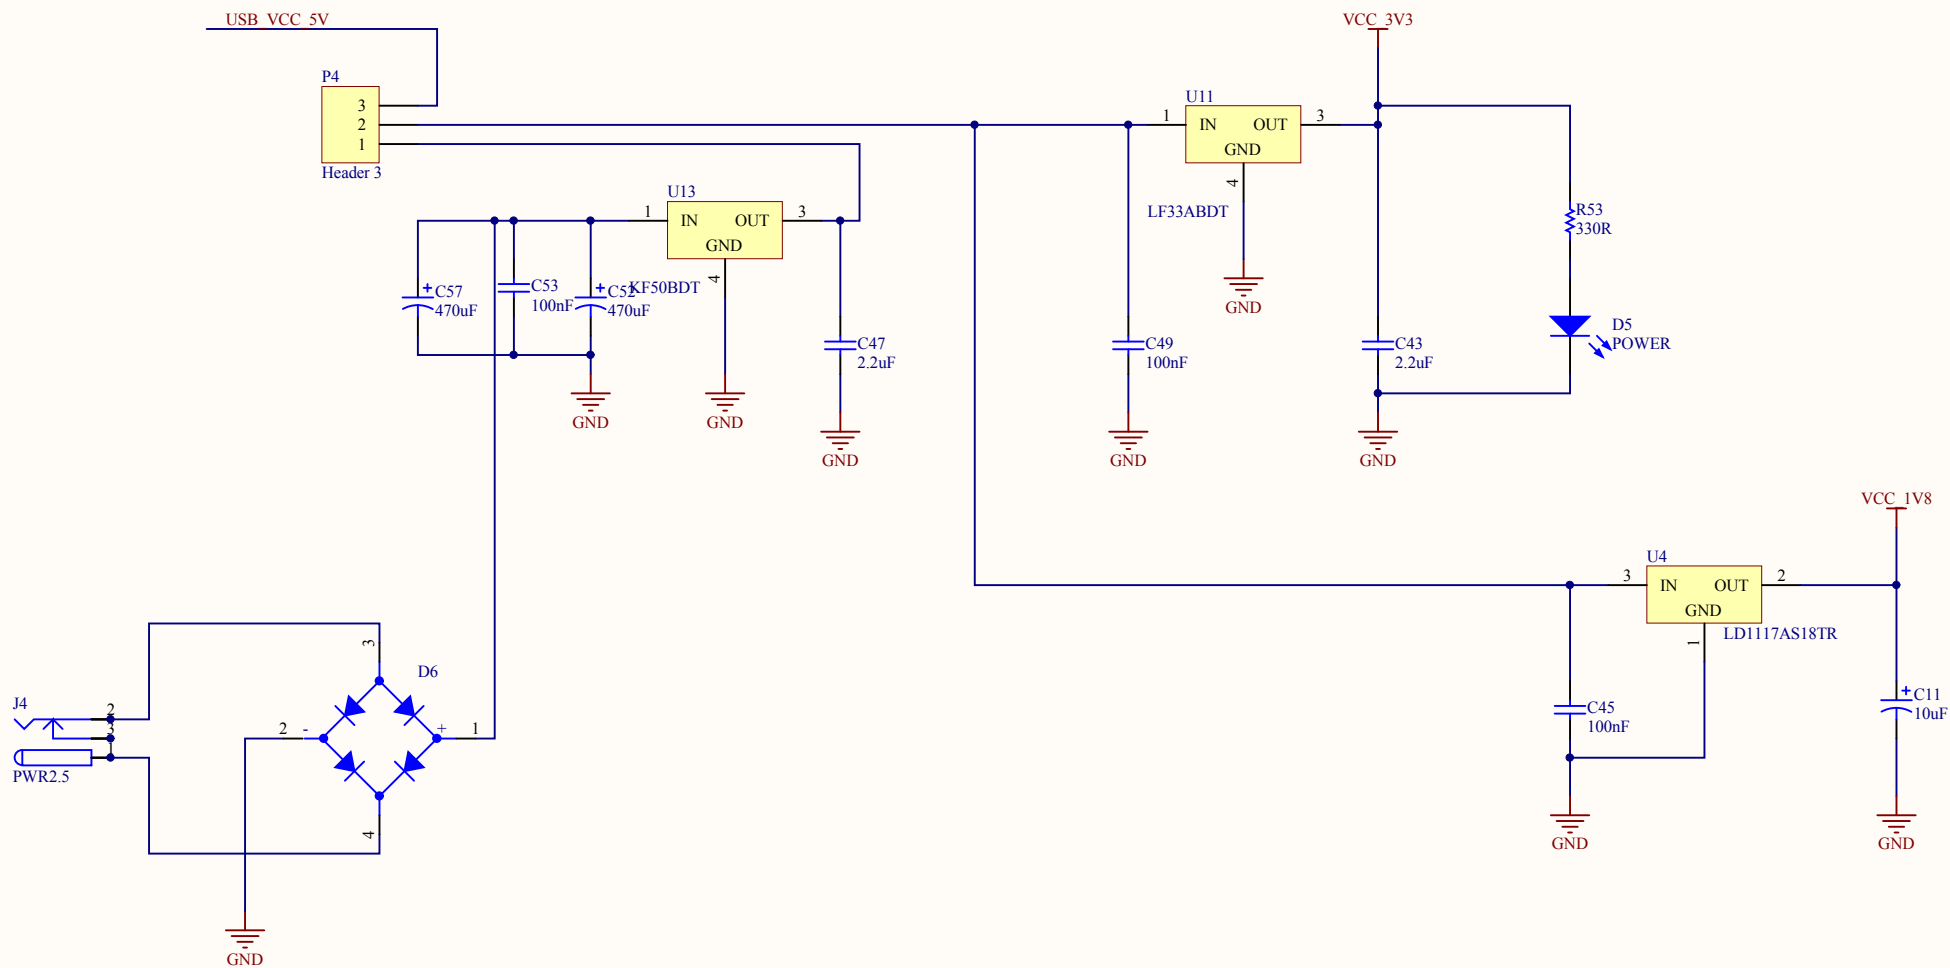 USB_VCC_5V
VCC_3V3
P4
3
2
1
Header 3
U11
1
IN
OUT
3
GND
4
LF33ABDT
GND
U13
1
IN
OUT
3
GND
4
KF50BDT
R53
330R
+
C57
470uF
C53
100nF
+
C52
470uF
GND
GND
C47
2.2uF
GND
C49
100nF
GND
C43
2.2uF
GND
D5
POWER
VCC_1V8
U4
3
IN
OUT
2
GND
1
LD1117AS18TR
C45
100nF
GND
+
C11
10uF
GND
J4
2
3
1
PWR2.5
D6
3
2
-
+
1
4
GND